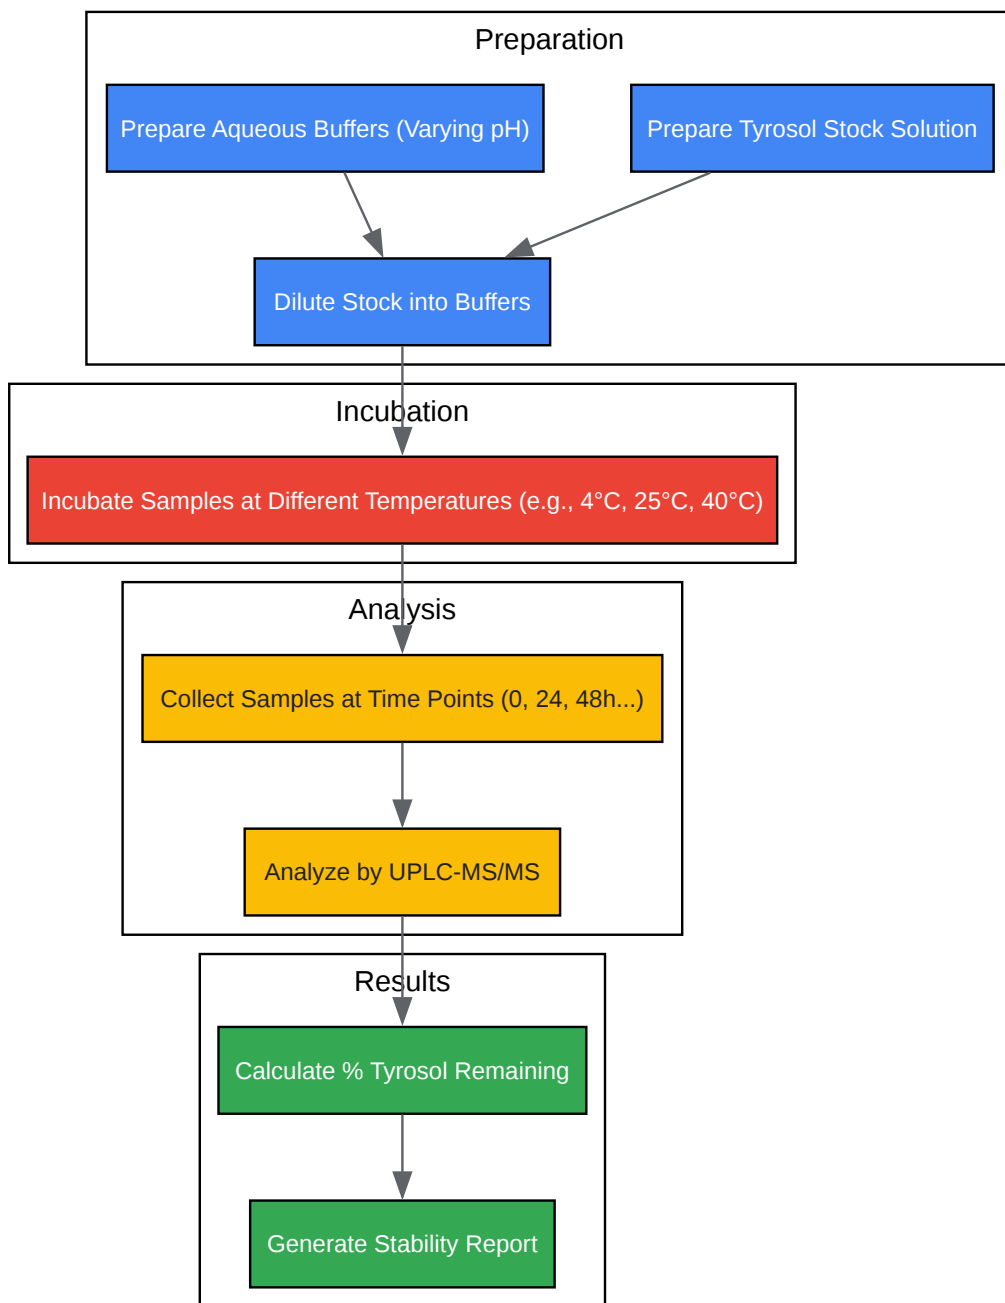 Preparation
Prepare Aqueous Buffers (Varying pH)
Prepare Tyrosol Stock Solution
Dilute Stock into Buffers
Incubation
Incubate Samples at Different Temperatures (e.g., 4°C, 25°C, 40°C)
Analysis
Collect Samples at Time Points (0, 24, 48h...)
Analyze by UPLC-MS/MS
Results
Calculate % Tyrosol Remaining
Generate Stability Report